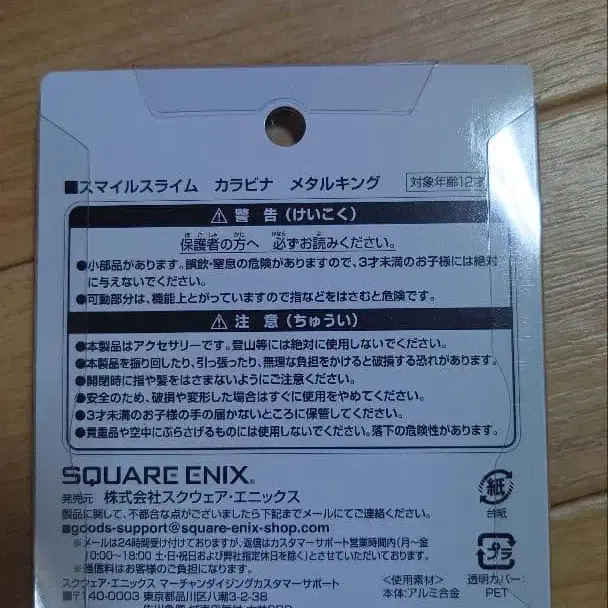 ■スマイルスライム カラビナ メタルキング 対象年齢12才
⚠警告(けいこく)
保護者の方へ 必ずお読みください。
●小部品があります。誤飲・窒息の危険がありますので、3才未満のお子様には絶対
に与えないでください。
●可動部分は、機能上とがっていますので指などをはさむと危険です。
⚠注意(ちゅうい)
●本製品はアクセサリーです。登山等には絶対に使用しないでください。
●本製品を振り回したり、引っ張ったり、無理な負担をかけると破損する恐れがあります。
●開閉時に指や髪をはさまないようにご注意ください。
●安全のため、破損や変形した場合はすぐに使用をやめてください。
●3才未満のお子様の手の届かないところに保管してください。
●貴重品や空中にぶらさげるものには使用しないでください。落下の危険性があります。
SQUARE ENIX®
発売元 株式会社スクウェア・エニックス
製品に関して、不都合な点がございましたら下記までメールにてご連絡ください。
■goods-support@square-enix-shop.com
※メールは24時間受け付けておりますが、返信はカスタマーサポート営業時間内(月〜金
10:00〜18:00 土・日・祝日および弊社指定休日を除く)とさせていただいております。
※通信料はお客様のご負担になります。
スクウェア・エニックス マーチャンダイジングカスタマーサポート
■〒140-0003 東京都品川区八潮3-2-38
紙
台紙
プラ
<使用素材> 透明カバー:
本体:アルミ合金 PET